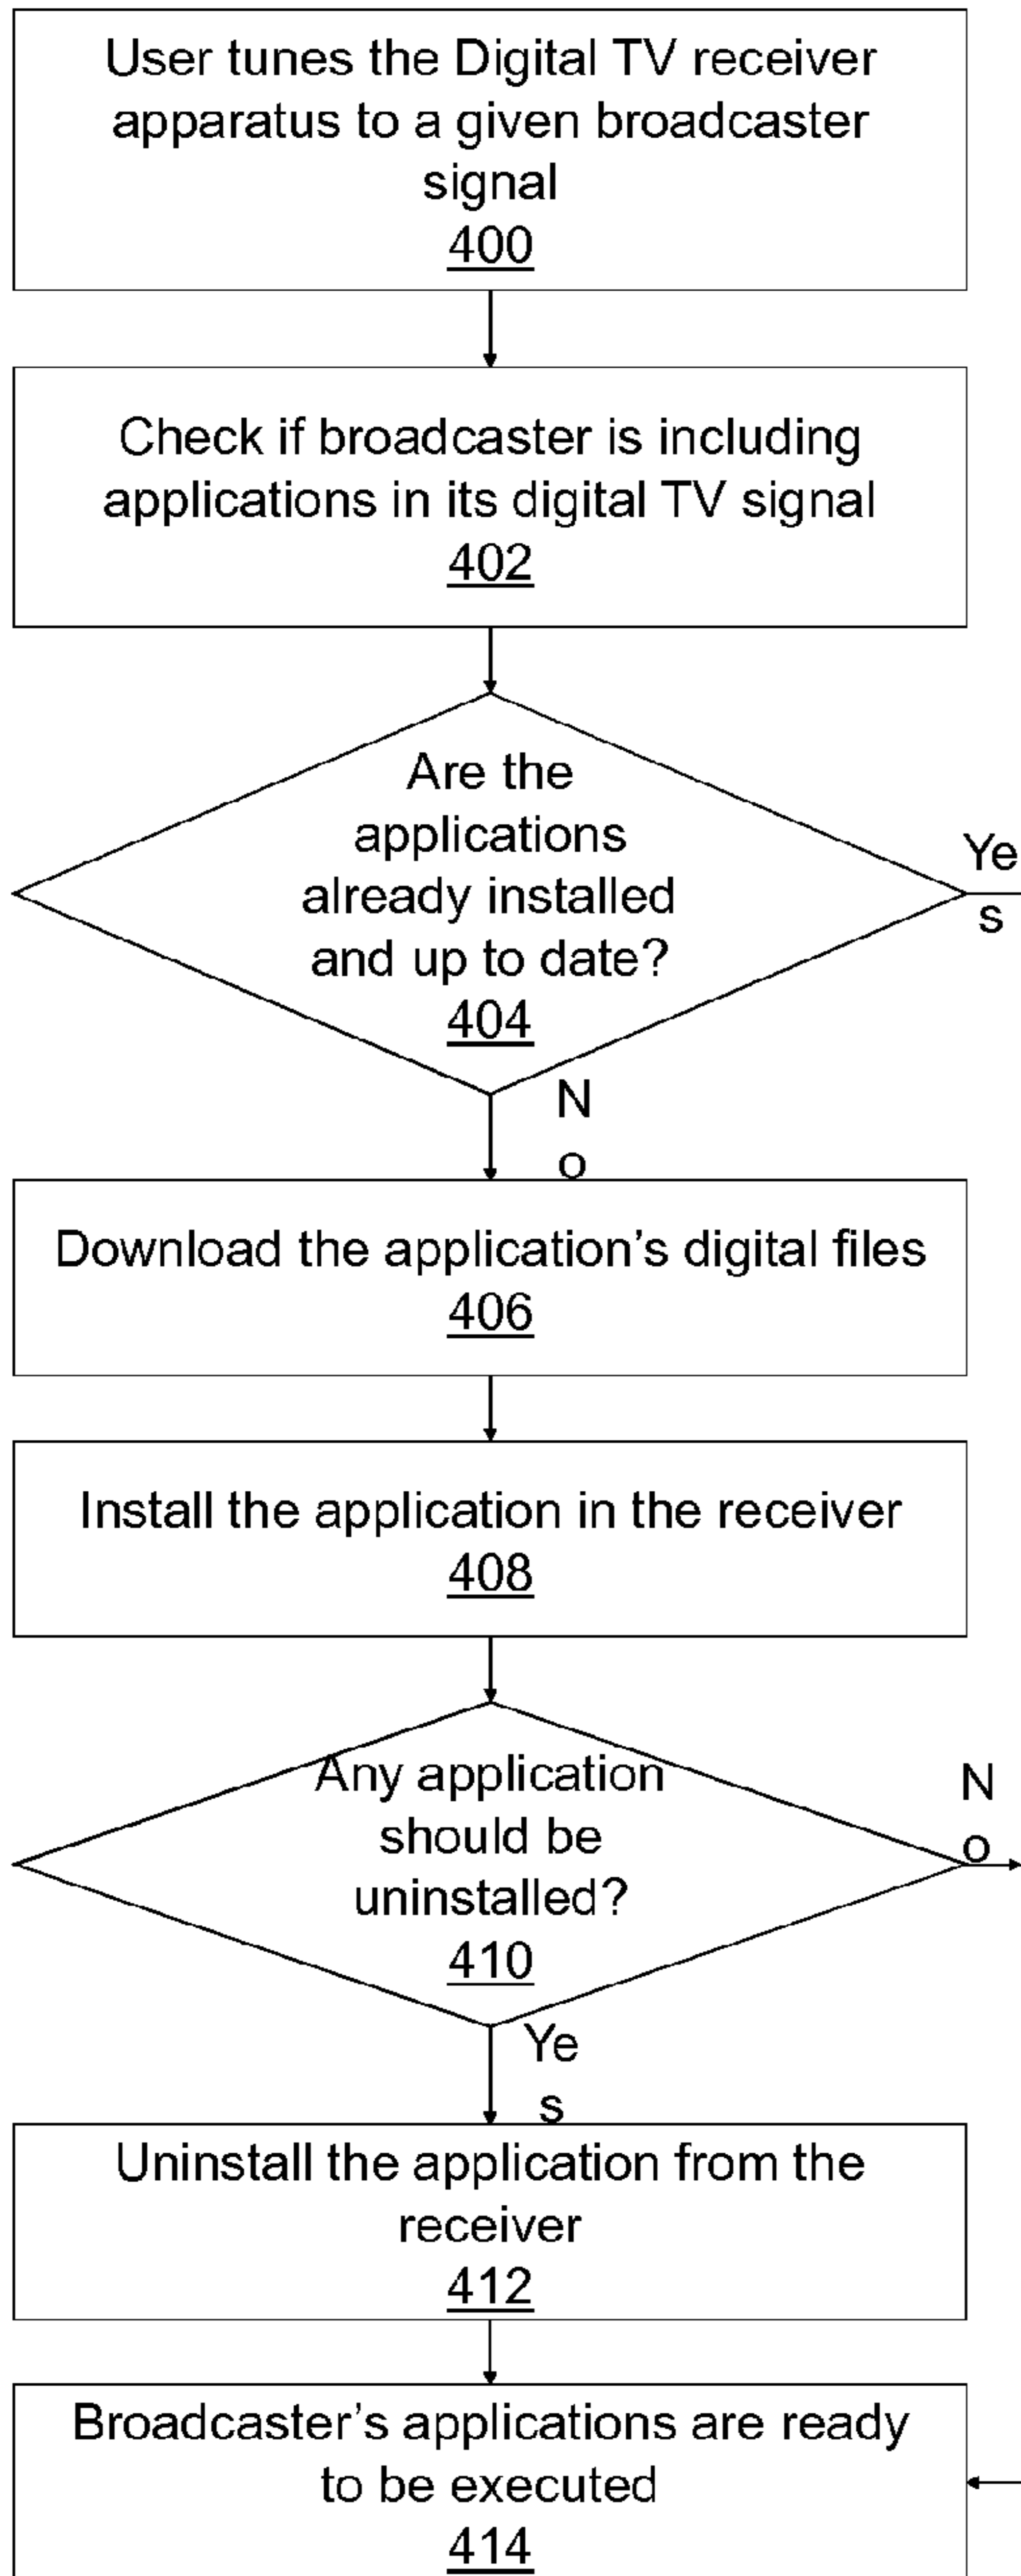 User tunes the Digital TV receiver
apparatus to a given broadcaster
signal
400
Check if broadcaster is including
applications in its digital TV signal
402
Are the
applications
already installed
and up to date?
404
Ye
s
N
o
Download the application’s digital files
406
Install the application in the receiver
408
Any application
should be
uninstalled?
410
N
o
Ye
s
Uninstall the application from the
receiver
412
Broadcaster’s applications are ready
to be executed
414